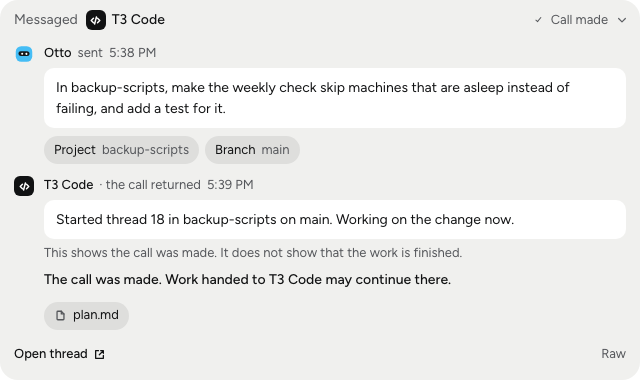 Messaged T3 Code Call made
Otto sent 5:38 PM
In backup-scripts, make the weekly check skip machines that are asleep instead of
failing, and add a test for it.
Project backup-scripts Branch main
T3 Code · the call returned 5:39 PM
Started thread 18 in backup-scripts on main. Working on the change now.
This shows the call was made. It does not show that the work is finished.
The call was made. Work handed to T3 Code may continue there.
plan.md
Open thread Raw